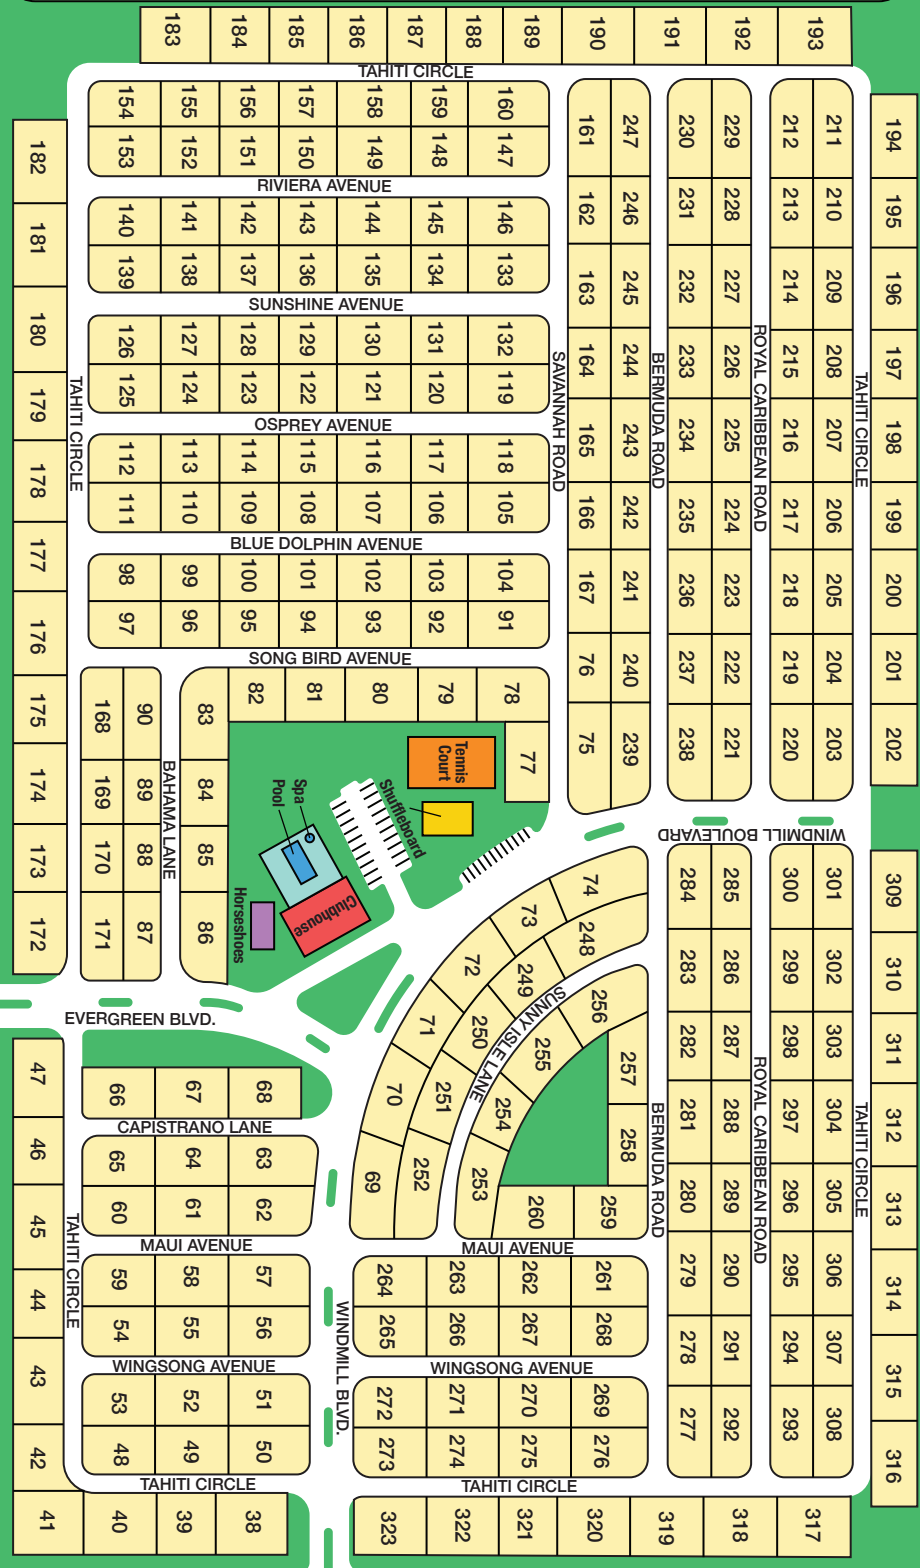 183 184 185 186 187 188 189 190 191 192 193
TAHITI CIRCLE
154 155 156 157 158 159 160
153 152 151 150 149 148 147
RIVIERA AVENUE
140 141 142 143 144 145 146
139 138 137 136 135 134 133
SUNSHINE AVENUE
126 127 128 129 130 131 132
125 124 123 122 121 120 119
OSPREY AVENUE
112 113 114 115 116 117 118
111 110 109 108 107 106 105
BLUE DOLPHIN AVENUE
98 99 100 101 102 103 104
97 96 95 94 93 92 91
SONG BIRD AVENUE
182 181 180 179 178 177 176 175 174 173 172
TAHITI CIRCLE
161 162 163 164 165 166 167 76 75
SAVANNAH ROAD
247 246 245 244 243 242 241 240 239
BERMUDA ROAD
230 231 232 233 234 235 236 237 238
229 228 227 226 225 224 223 222 221
ROYAL CARIBBEAN ROAD
212 213 214 215 216 217 218 219 220
211 210 209 208 207 206 205 204 203
TAHITI CIRCLE
194 195 196 197 198 199 200 201 202
82 81 80 79 78
77
83 84 85 86
BAHAMA LANE
90 89 88 87
168 169 170 171
Tennis
Court
Shuffleboard
Spa
Pool
Clubhouse
Horseshoes
WINDMILL BOULEVARD
EVERGREEN BLVD.
74 73 72 71 70 69
248 249 250 251 252
SUNNY ISLE LANE
256 255 254 253
257 258
260 259
BERMUDA ROAD
284 283 282 281 280 279 278 277
285 286 287 288 289 290 291 292
ROYAL CARIBBEAN ROAD
300 299 298 297 296 295 294 293
301 302 303 304 305 306 307 308
TAHITI CIRCLE
309 310 311 312 313 314 315 316
47 46 45 44 43 42
TAHITI CIRCLE
66 67 68
CAPISTRANO LANE
65 64 63
60 61 62
MAUI AVENUE
59 58 57
54 55 56
WINGSONG AVENUE
53 52 51
48 49 50
TAHITI CIRCLE
41 40 39 38
WINDMILL BLVD.
MAUI AVENUE
264 263 262 261
265 266 267 268
WINGSONG AVENUE
272 271 270 269
273 274 275 276
TAHITI CIRCLE
323 322 321 320 319 318 317